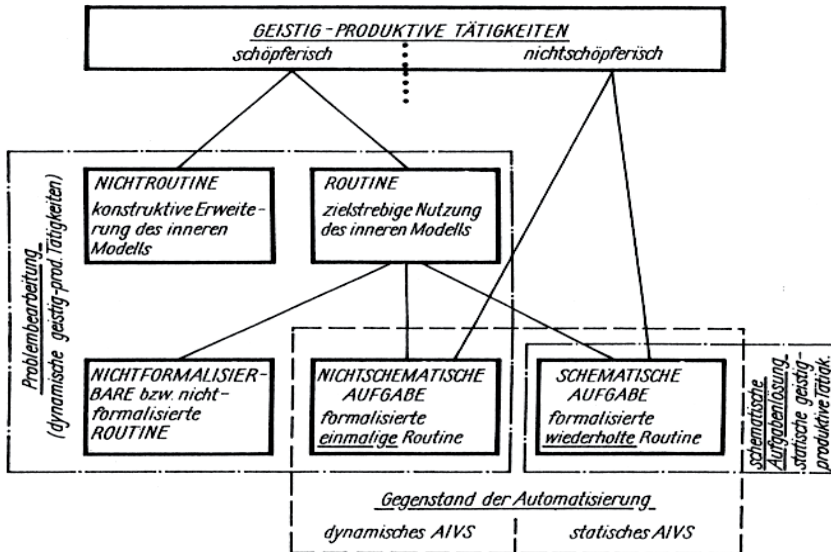 GEISTIG-PRODUKTIVE TÄTIGKEITEN
schöpferisch
nichtschöpferisch
NICHTROUTINE
konstruktive Erweite-
rung des inneren
Modells
ROUTINE
zielstrebige Nutzung
des inneren Modells
Problembearbeitung
(dynamische geistig-prod. Tätigkeiten)
NICHTFORMALISIER-
BARE bzw. nicht-
formalisierte
ROUTINE
NICHTSCHEMATISCHE
AUFGABE
formalisierte
einmalige Routine
SCHEMATISCHE
AUFGABE
formalisierte
wiederholte Routine
schematische
Aufgabenlösung
statische geistig-
produktive Tätigk.
Gegenstand der Automatisierung
dynamisches AIVS
statisches AIVS